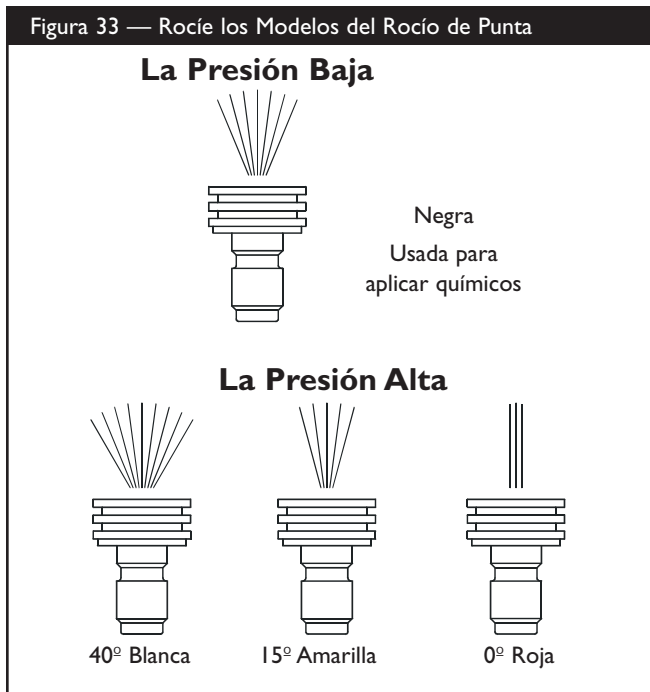 Figura 33 — Rocíe los Modelos del Rocío de Punta
La Presión Baja
Negra
Usada para
aplicar químicos
La Presión Alta
40º Blanca
15º Amarilla
0º Roja